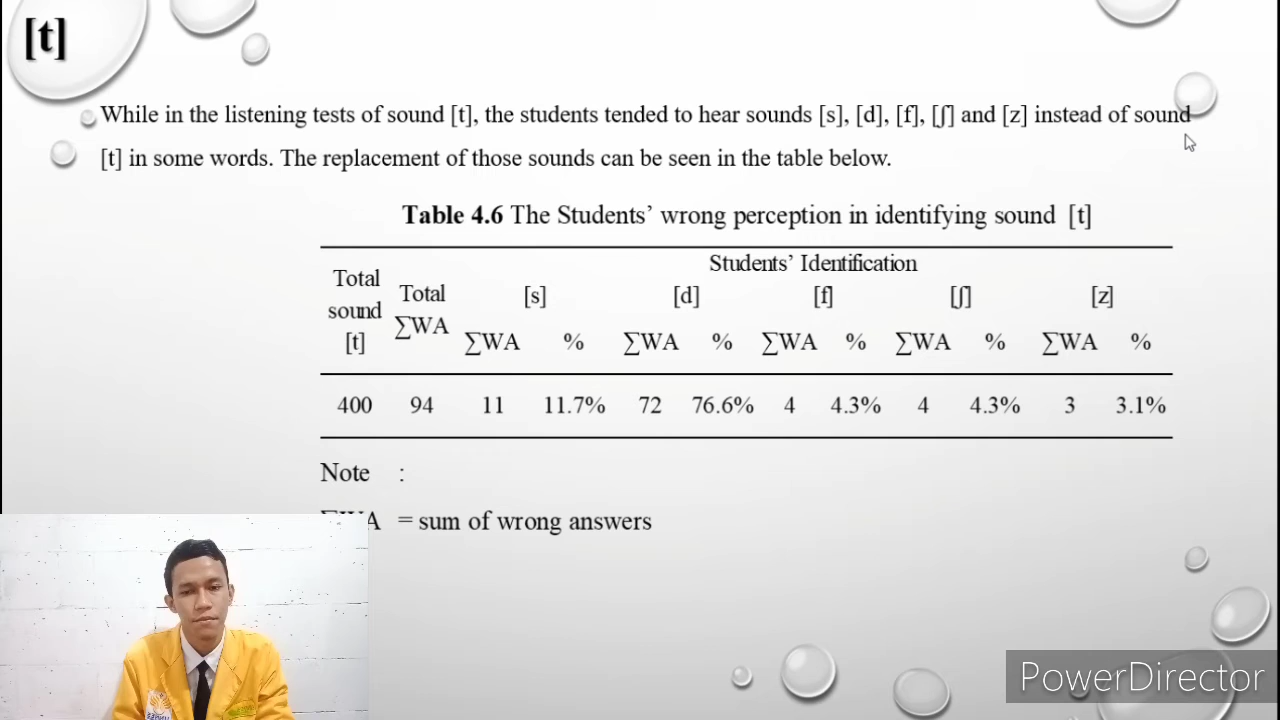 [t]
While in the listening tests of sound [t], the students tended to hear sounds [s], [d], [f], [ʃ] and [z] instead of sound
[t] in some words. The replacement of those sounds can be seen in the table below.
Table 4.6 The Students’ wrong perception in identifying sound [t]
Total sound [t] Total ∑WA Students’ Identification
[s] [d] [f] [ʃ] [z]
∑WA % ∑WA % ∑WA % ∑WA % ∑WA %
400 94 11 11.7% 72 76.6% 4 4.3% 4 4.3% 3 3.1%
Note :
∑WA = sum of wrong answers
PowerDirector